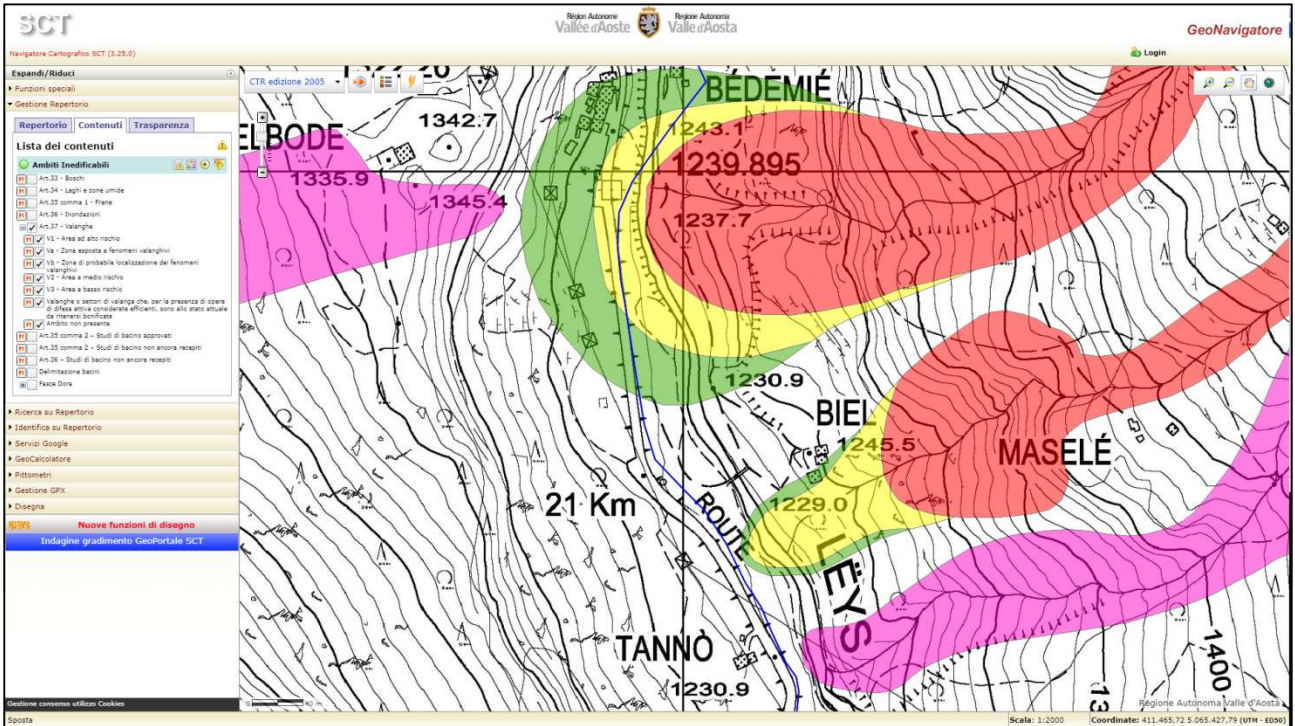 SCT
Région Autonome
Vallée d'Aoste
Regione Autonoma
Valle d'Aosta
GeoNavigatore
Navigatore Cartografico SCT (3.25.0)
Login
Espandi/Riduci
Funzioni speciali
Gestione Repertorio
Repertorio Contenuti Trasparenza
Lista dei contenuti
Ambiti Inedificabili
Art.33 - Boschi
Art.34 - Laghi e zone umide
Art.35 comma 1 - Frane
Art.36 - Inondazioni
Art.37 - Valanghe
V1 - Area ad alto rischio
Va - Zona esposta a fenomeni valanghivi
Vb - Zona di probabile localizzazione dei fenomeni
valanghivi
V2 - Area a medio rischio
V3 - Area a basso rischio
Valanghe o settori di valanga che, per la presenza di opere
di difesa attiva considerate efficienti, sono allo stato attuale
da ritenersi bonificate
Ambito non presente
Art.35 comma 2 – Studi di bacino approvati
Art.35 comma 2 – Studi di bacino non ancora recepiti
Art.36 – Studi di bacino non ancora recepiti
Delimitazione bacini
Fasce Dora
Ricerca su Repertorio
Identifica su Repertorio
Servizi Google
GeoCalcolatore
Pittometri
Gestione GPX
Disegna
NEWS Nuove funzioni di disegno
Indagine gradimento GeoPortale SCT
Gestione consenso utilizzo Cookies
Sposta
CTR edizione 2005
BÉDEMIÉ
1342.7
1243.1
ELBODE
1239.895
1335.9
1345.4
1237.7
1230.9
BIEL
1245.5
MASELÉ
21 Km
1229.0
ROUTE
LËYS
TANNÒ
1230.9
1400
Regione Autonoma Valle d'Aosta
Scala: 1:2000
Coordinate: 411.465,72 5.065.427,79 (UTM - ED50)